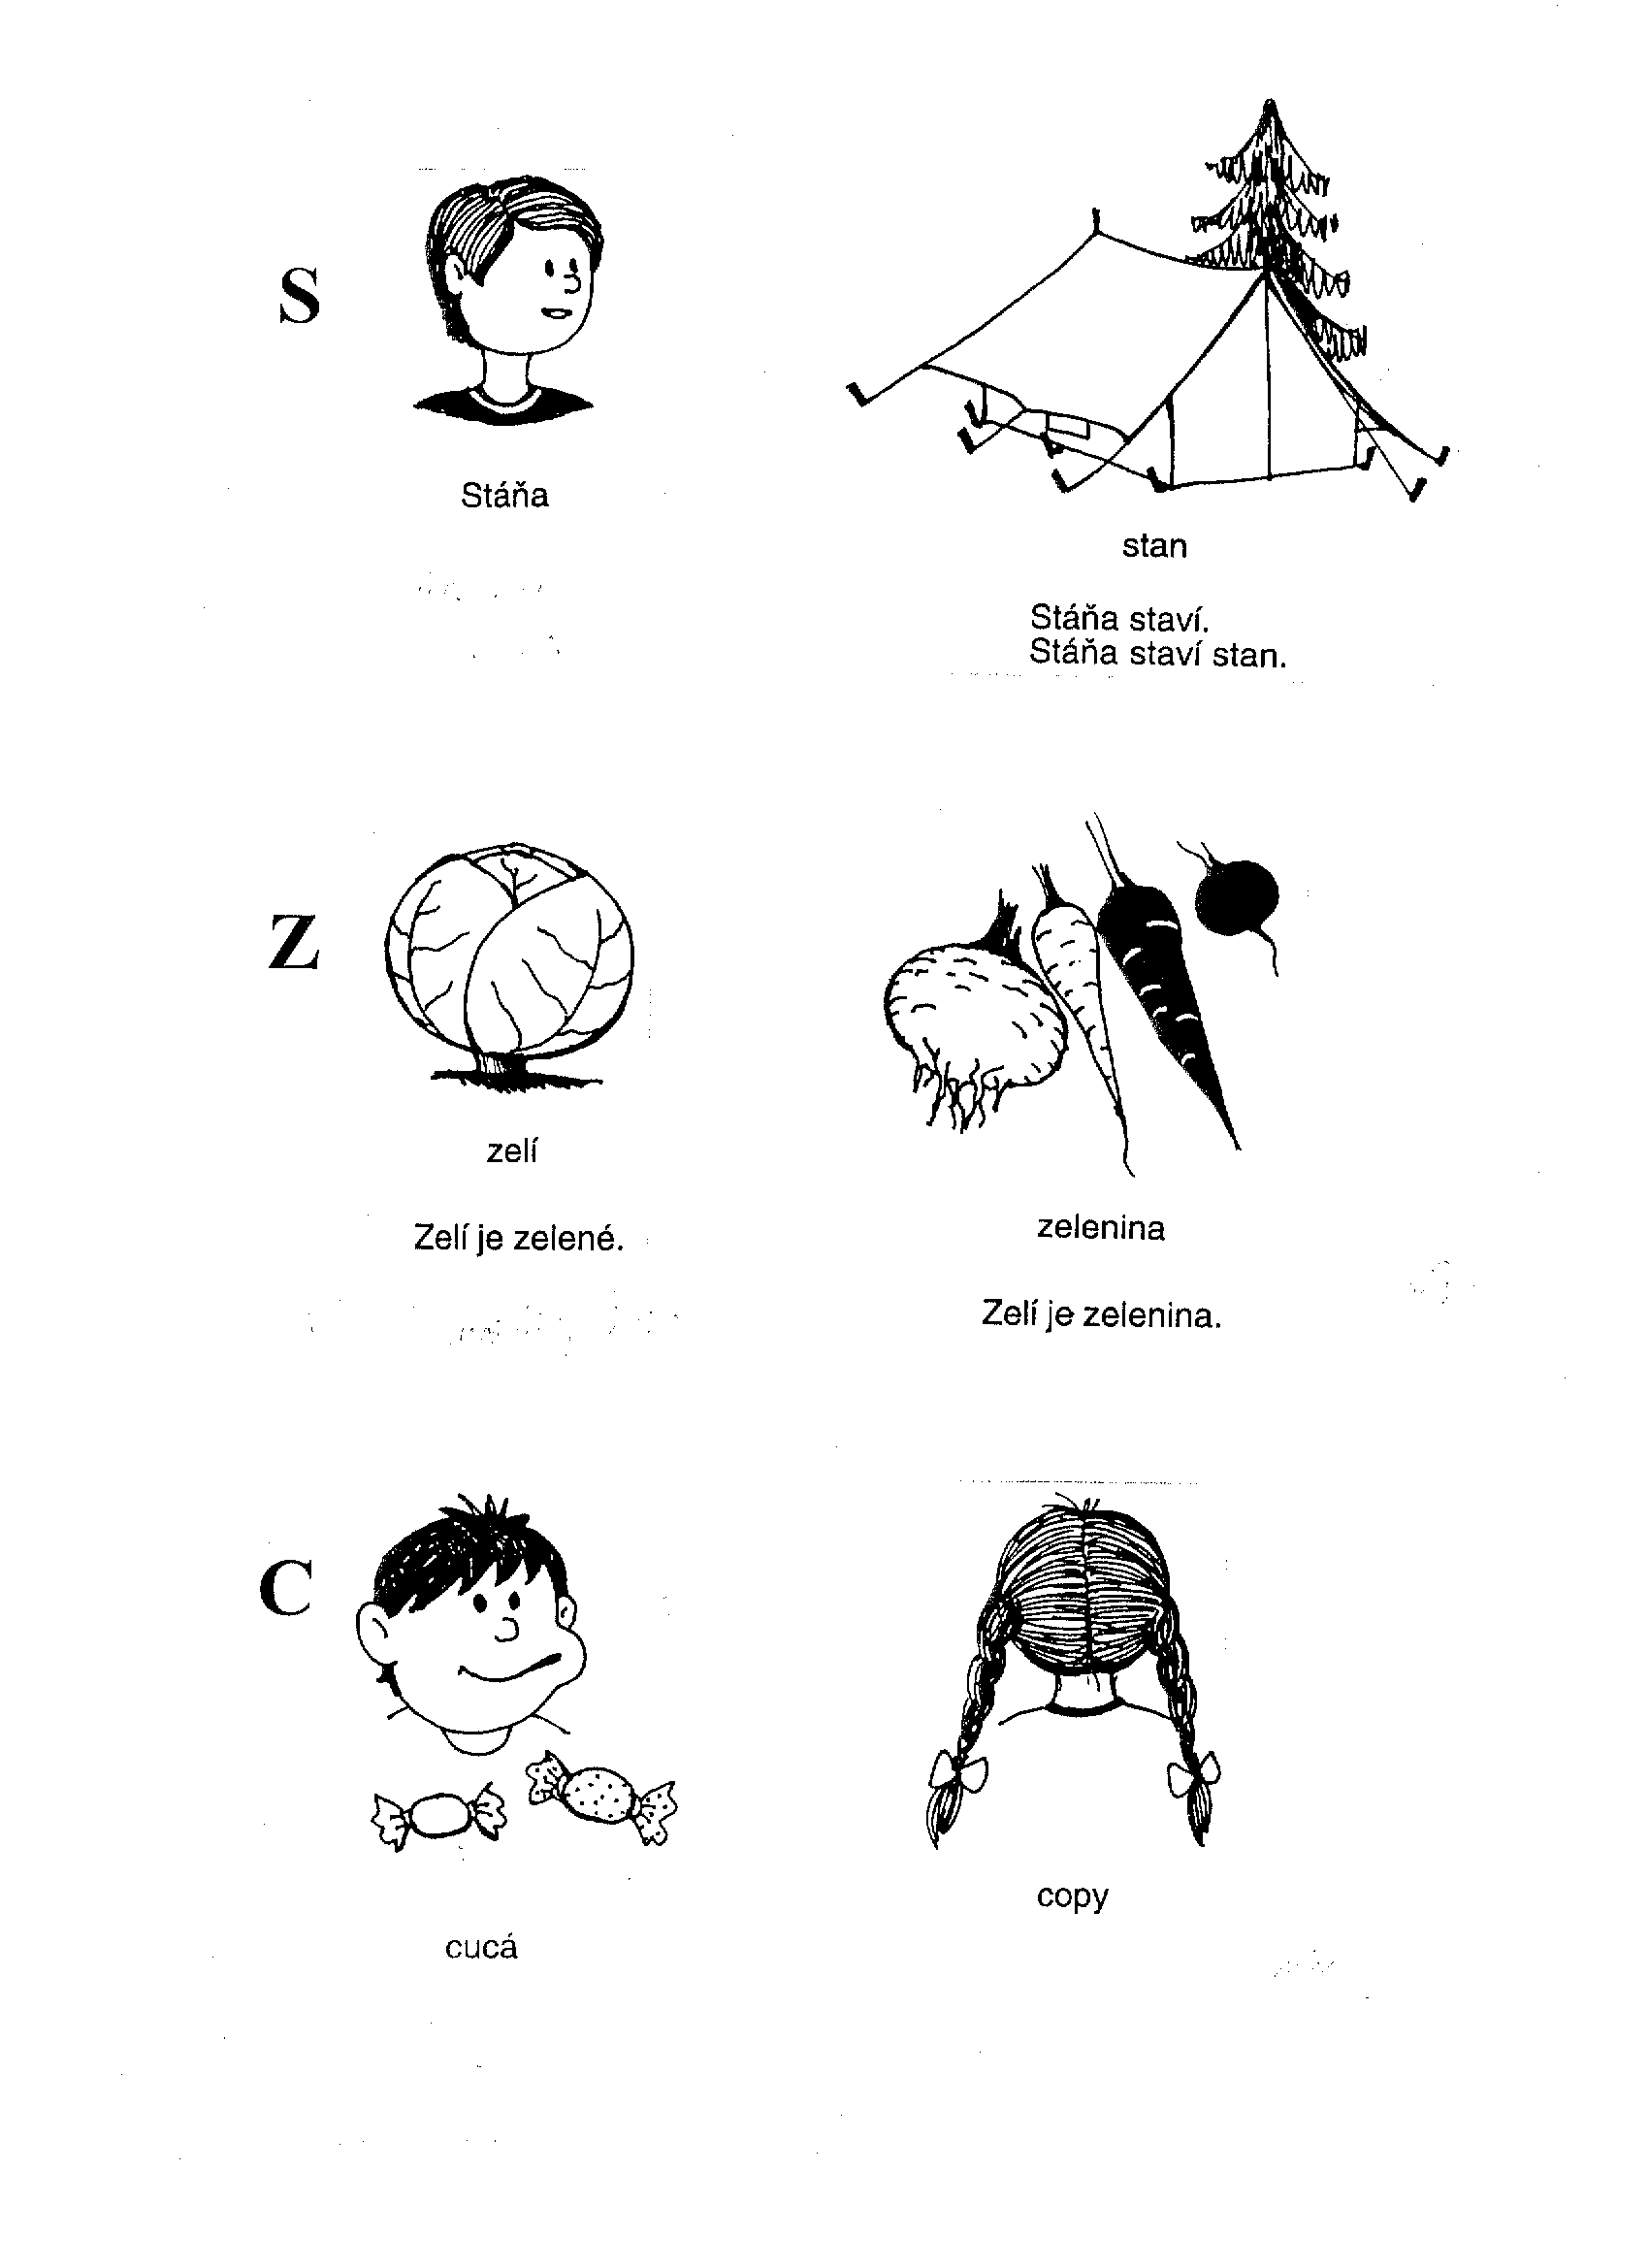 S
Stáňa
stan
Stáňa staví.
Stáňa staví stan.
Z
zelí
zelenina
Zelí je zelené.
Zelí je zelenina.
C
copy
cucá